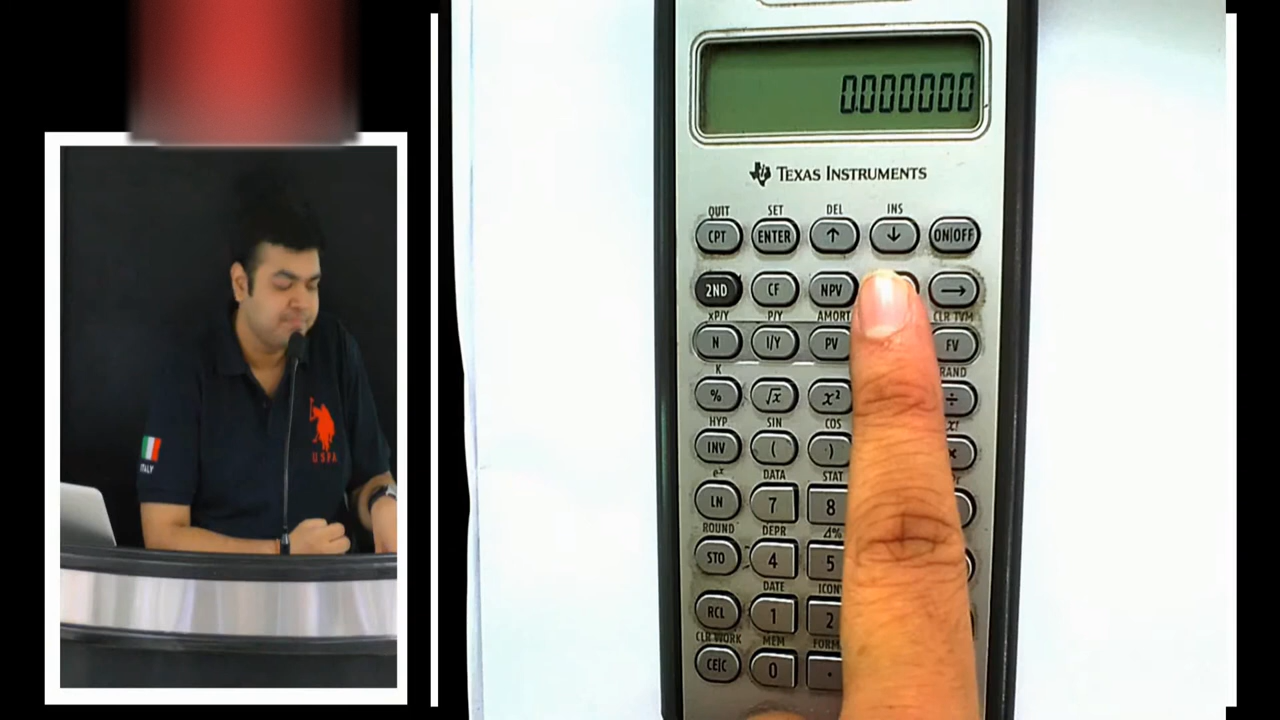 0.000000
TEXAS INSTRUMENTS
QUIT SET DEL INS
CPT ENTER ↑ ↓ ON|OFF
2ND CF NPV →
xP/Y P/Y AMORT CLR TVM
N I/Y PV FV
K RAND
% √x x² ÷
HYP SIN COS x!
INV ( ) ×
eˣ DATA STAT
LN 7 8
ROUND DEPR Δ%
STO 4 5
DATE ICON
RCL 1 2
CLR WORK MEM FORM
CE|C 0 .
ITALY
USPA